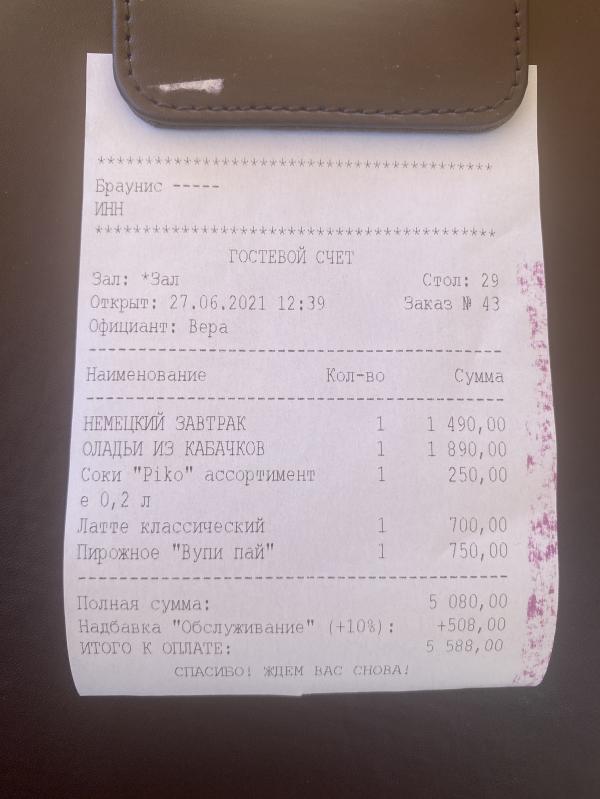 ****************************************
Браунис -----
ИНН
****************************************
ГОСТЕВОЙ СЧЕТ
Зал: *Зал Стол: 29
Открыт: 27.06.2021 12:39 Заказ № 43
Официант: Вера
----------------------------------------
Наименование Кол-во Сумма
----------------------------------------
НЕМЕЦКИЙ ЗАВТРАК 1 1 490,00
ОЛАДЬИ ИЗ КАБАЧКОВ 1 1 890,00
Соки "Piko" ассортимент 1 250,00
е 0,2 л
Латте классический 1 700,00
Пирожное "Вупи пай" 1 750,00
----------------------------------------
Полная сумма: 5 080,00
Надбавка "Обслуживание" (+10%): +508,00
ИТОГО К ОПЛАТЕ: 5 588,00
СПАСИБО! ЖДЕМ ВАС СНОВА!